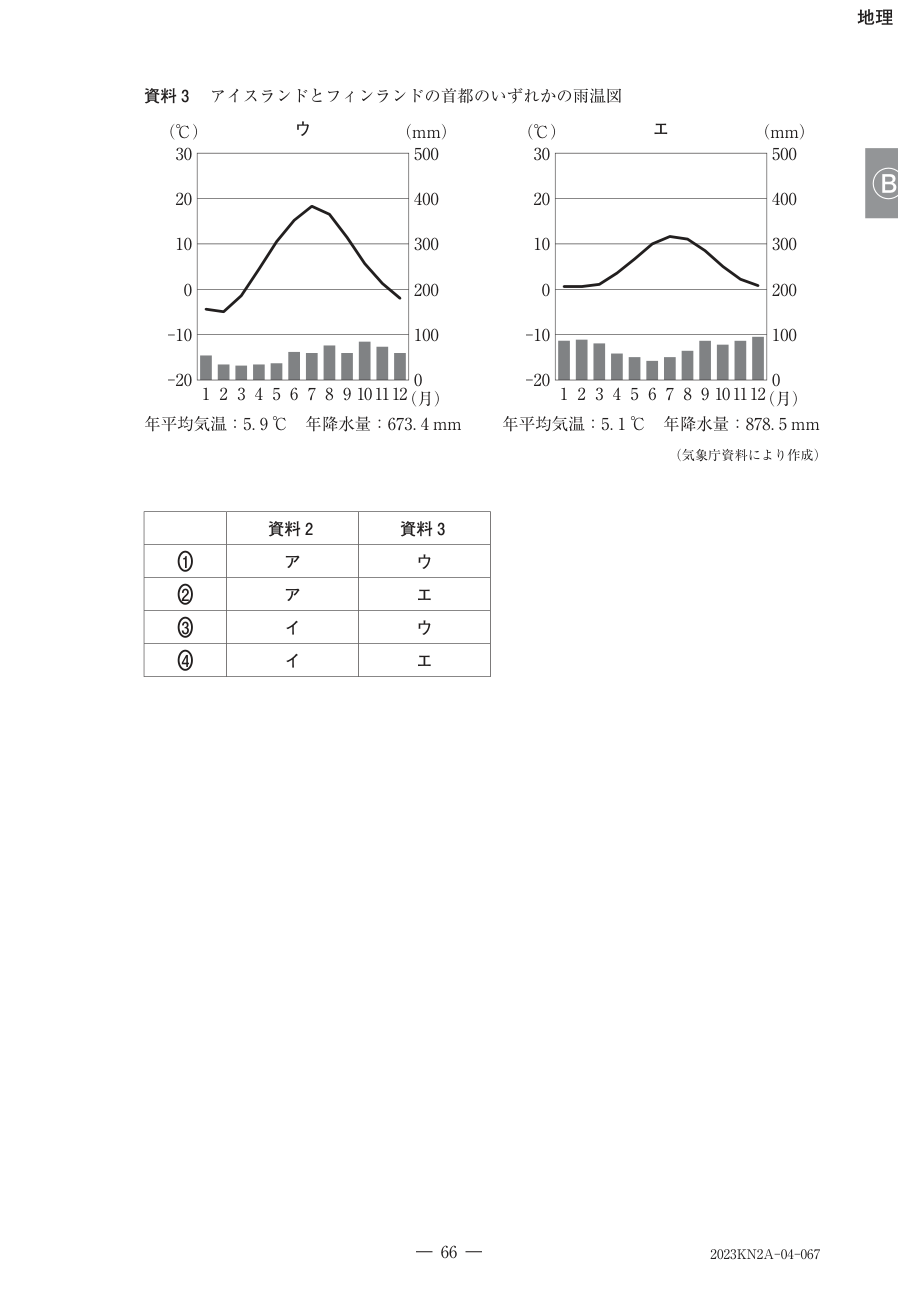 地理
Ⓑ
資料3 アイスランドとフィンランドの首都のいずれかの雨温図
(℃) ウ (mm)
30 500
20 400
10 300
0 200
-10 100
-20 0
1 2 3 4 5 6 7 8 9 10 11 12 (月)
年平均気温：5.9℃ 年降水量：673.4mm
(℃) エ (mm)
30 500
20 400
10 300
0 200
-10 100
-20 0
1 2 3 4 5 6 7 8 9 10 11 12 (月)
年平均気温：5.1℃ 年降水量：878.5mm
(気象庁資料により作成)
資料2 資料3
① ア ウ
② ア エ
③ イ ウ
④ イ エ
― 66 ―
2023KN2A-04-067